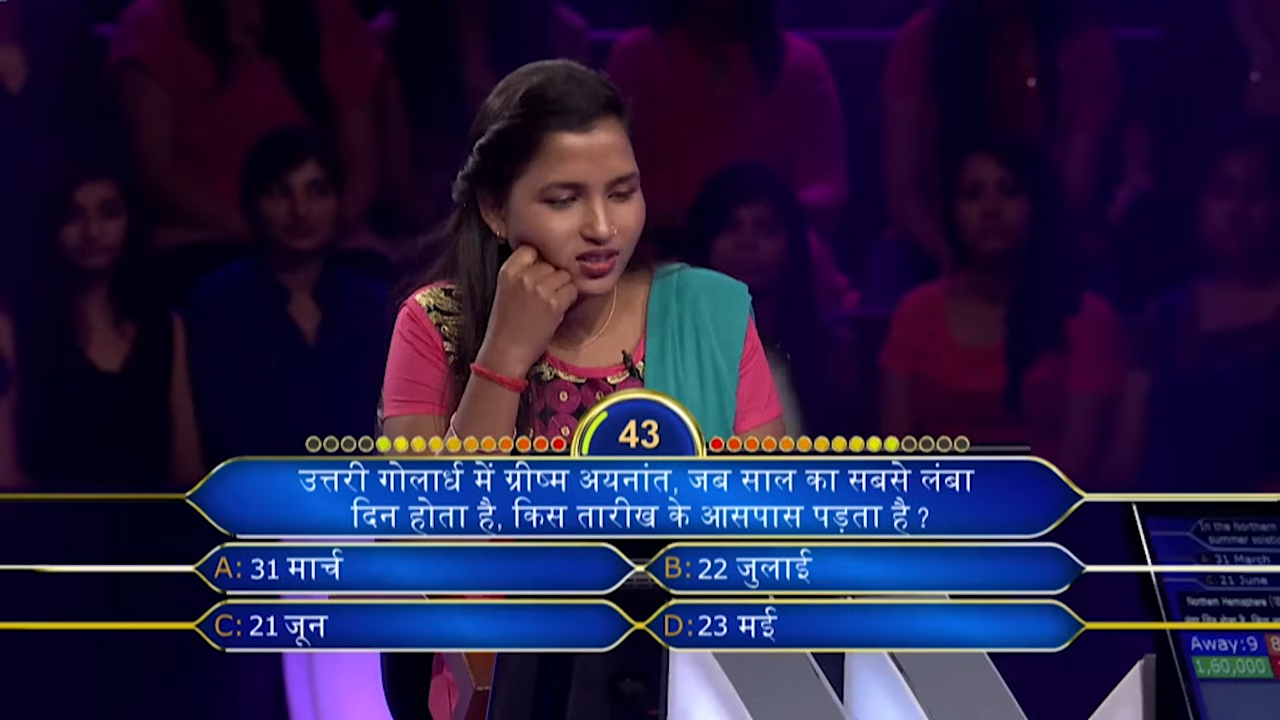 43
उत्तरी गोलार्ध में ग्रीष्म अयनांत, जब साल का सबसे लंबा
दिन होता है, किस तारीख के आसपास पड़ता है ?
A: 31 मार्च
B: 22 जुलाई
C: 21 जून
D: 23 मई
In the Northern
summer solsti
A: 31 March
C: 21 June
Northern Hemisphere
Away:9
1,60,000